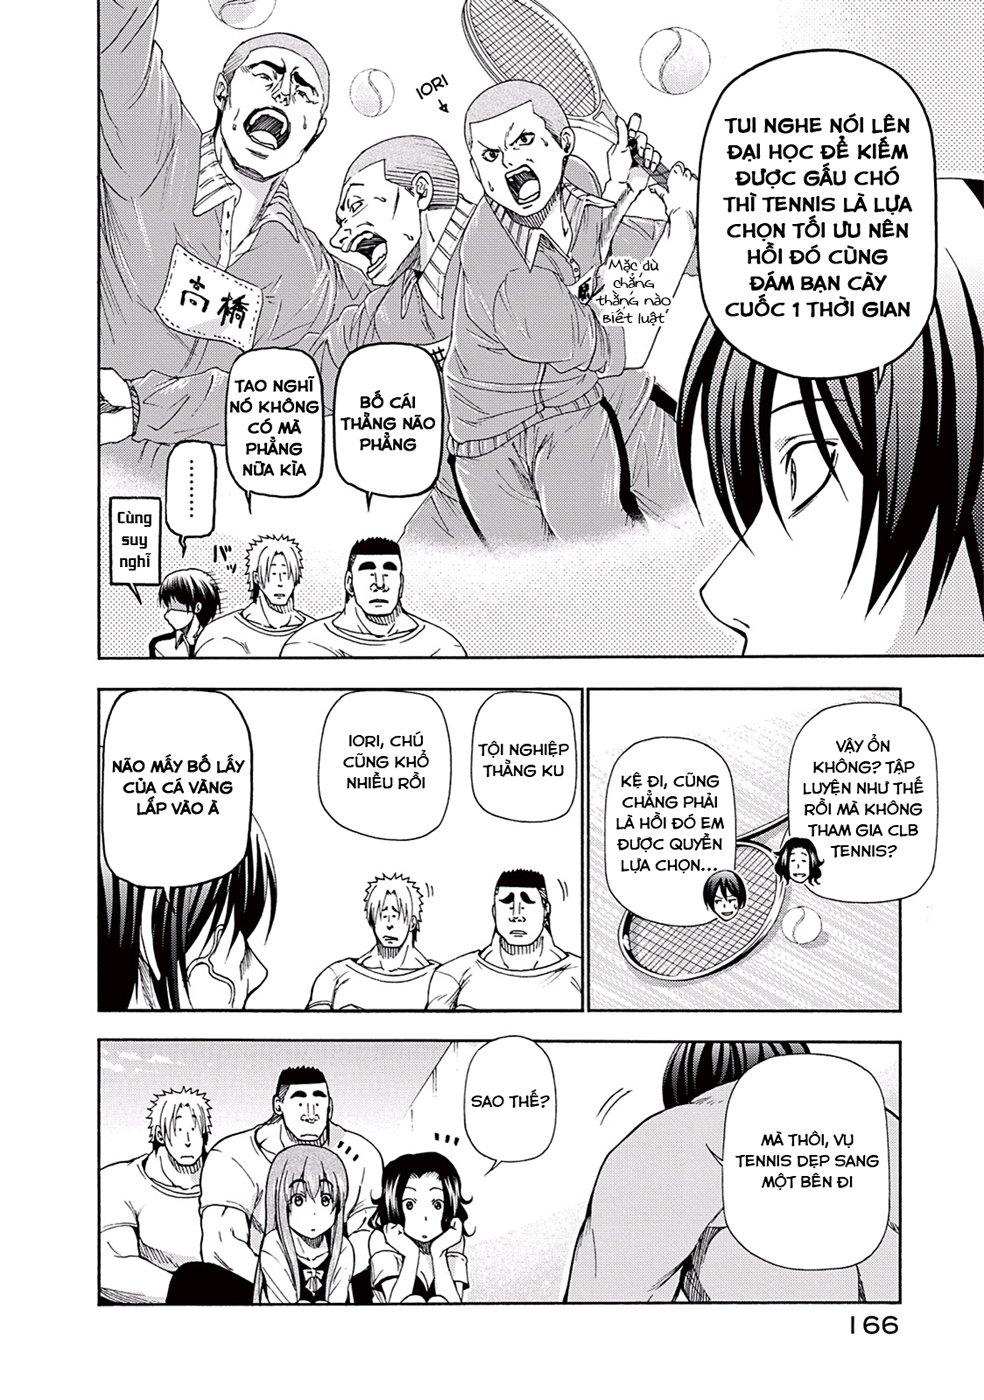 TUI NGHE NÓI LÊN
ĐẠI HỌC ĐỂ KIẾM
ĐƯỢC GẤU CHÓ
THÌ TENNIS LÀ LỰA
CHỌN TỐI ƯU NÊN
HỒI ĐÓ CÙNG
ĐÁM BẠN CÀY
CUỐC 1 THỜI GIAN
IORI
Mặc dù
chẳng
thằng nào
biết luật
高橋
BỐ CÁI
THẰNG NÃO
PHẲNG
TAO NGHĨ
NÓ KHÔNG
CÓ MÀ
PHẲNG
NỮA KÌA
........
Cùng
suy
nghĩ
バッ
VẬY ỔN
KHÔNG? TẬP
LUYỆN NHƯ THẾ
RỒI MÀ KHÔNG
THAM GIA CLB
TENNIS?
KỆ ĐI, CŨNG
CHẲNG PHẢI
LÀ HỒI ĐÓ EM
ĐƯỢC QUYỀN
LỰA CHỌN...
TỘI NGHIỆP
THẰNG KU
IORI, CHÚ
CŨNG KHỔ
NHIỀU RỒI
NÃO MẤY BỐ LẤY
CỦA CÁ VÀNG
LẮP VÀO À
MÀ THÔI, VỤ
TENNIS DẸP SANG
MỘT BÊN ĐI
SAO THẾ?
166